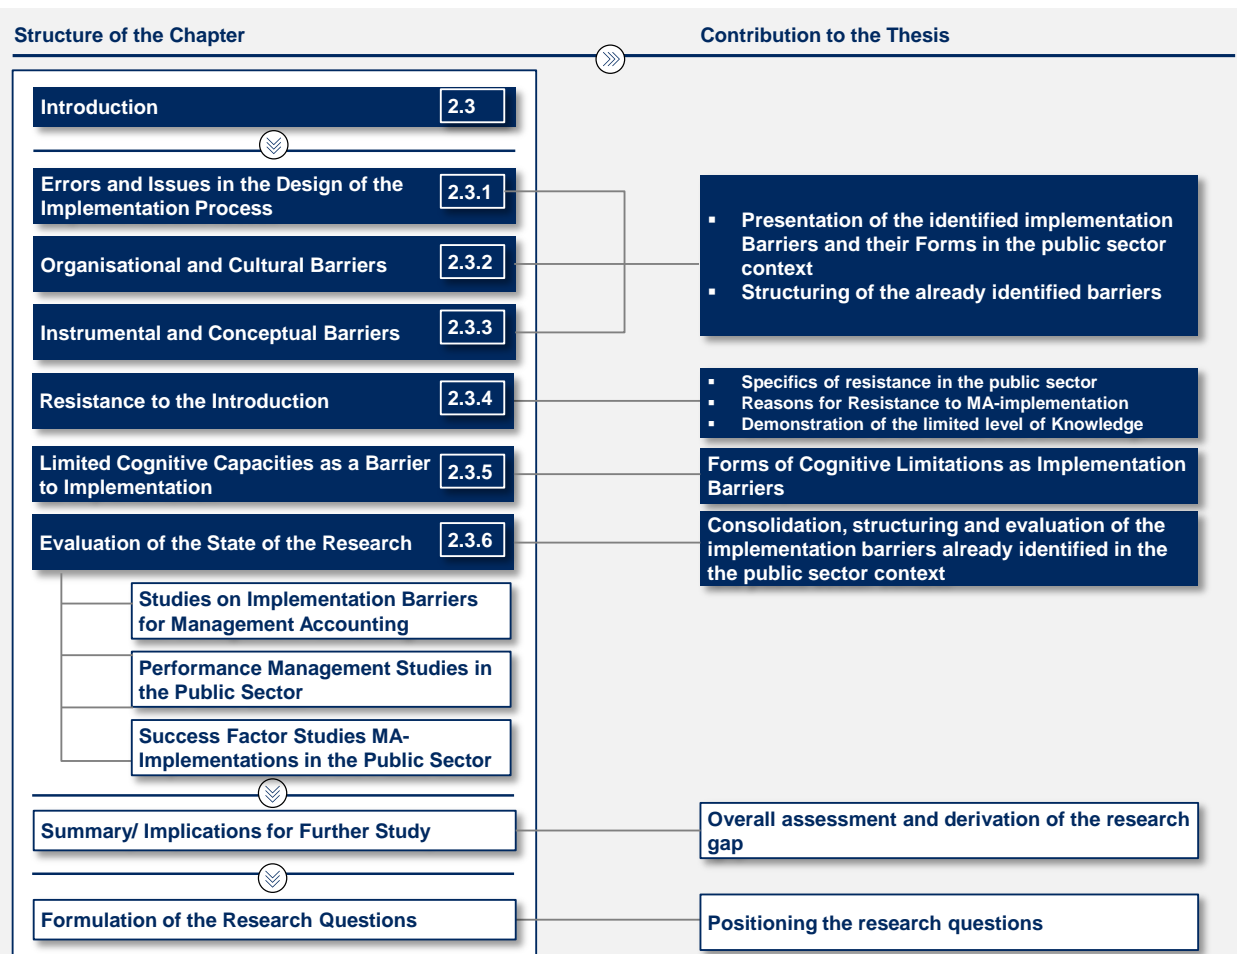 Structure of the Chapter
Contribution to the Thesis
Introduction
2.3
Errors and Issues in the Design of the
Implementation Process
2.3.1
Organisational and Cultural Barriers
2.3.2
Instrumental and Conceptual Barriers
2.3.3
▪ Presentation of the identified implementation
Barriers and their Forms in the public sector
context
▪ Structuring of the already identified barriers
Resistance to the Introduction
2.3.4
▪ Specifics of resistance in the public sector
▪ Reasons for Resistance to MA-implementation
▪ Demonstration of the limited level of Knowledge
Limited Cognitive Capacities as a Barrier
to Implementation
2.3.5
Forms of Cognitive Limitations as Implementation
Barriers
Evaluation of the State of the Research
2.3.6
Consolidation, structuring and evaluation of the
implementation barriers already identified in the
the public sector context
Studies on Implementation Barriers
for Management Accounting
Performance Management Studies in
the Public Sector
Success Factor Studies MA-
Implementations in the Public Sector
Summary/ Implications for Further Study
Overall assessment and derivation of the research
gap
Formulation of the Research Questions
Positioning the research questions